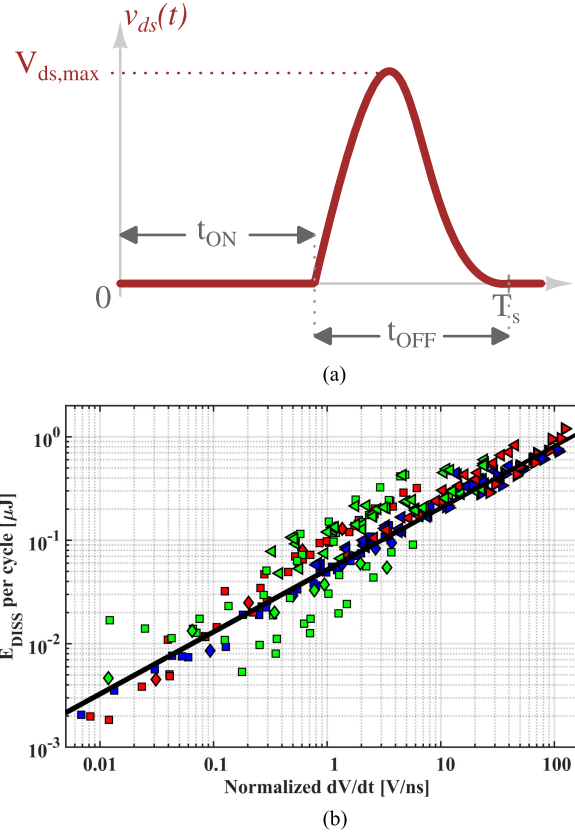 v_ds(t)
V_ds,max
t_ON
0
T_s
t_OFF
(a)
10^0
10^-1
10^-2
10^-3
E_DISS per cycle [μJ]
0.01 0.1 1 10 100
Normalized dV/dt [V/ns]
(b)